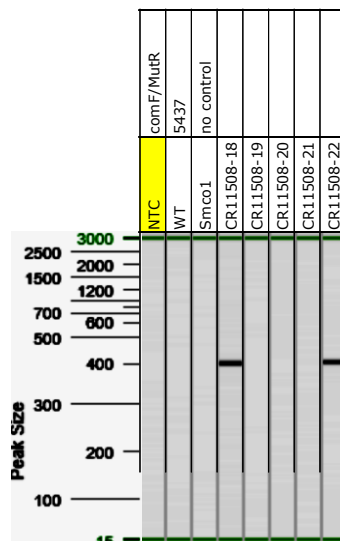 comF/MutR
5437
no control
NTC
WT
Smco1
CR11508-18
CR11508-19
CR11508-20
CR11508-21
CR11508-22
3000
2500
2000
1500
1200
700
600
500
400
300
200
100
15
Peak Size